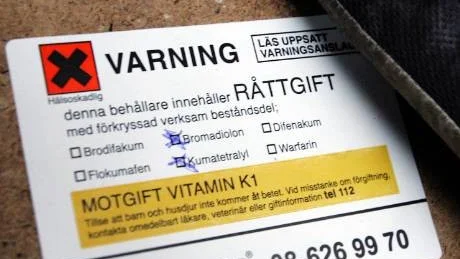 VARNING
LÄS UPPSATT
VARNINGSANSLAG
Hälsoskadlig
denna behållare innehåller RÅTTGIFT
med förkryssad verksam beståndsdel;
Brodifakum Bromadiolon Difenakum
Flokumafen Kumatetralyl
MOTGIFT VITAMIN K1
Tillse att barn och husdjur inte kommer åt betet. Vid misstanke om förgiftning,
kontakta omedelbart läkare, veterinär eller giftinformation tel 112
® 08 626 99 70